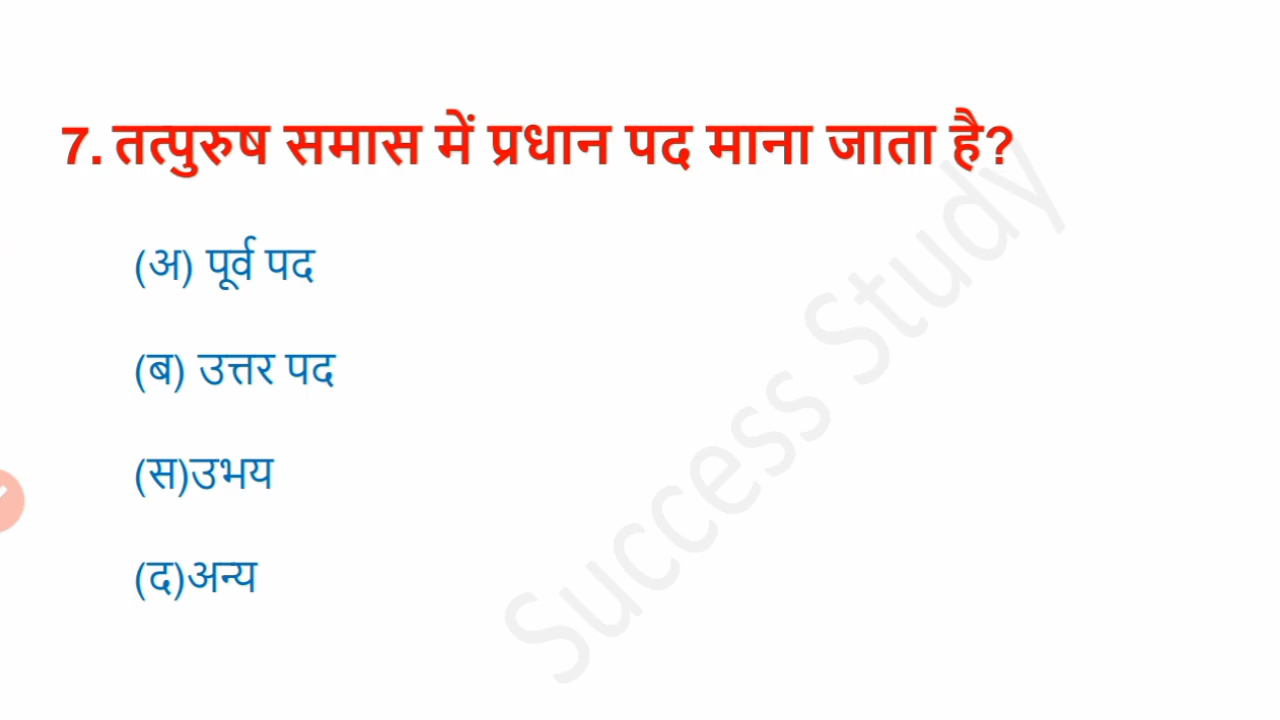 7. तत्पुरुष समास में प्रधान पद माना जाता है?
(अ) पूर्व पद
(ब) उत्तर पद
(स)उभय
(द)अन्य
Success Study